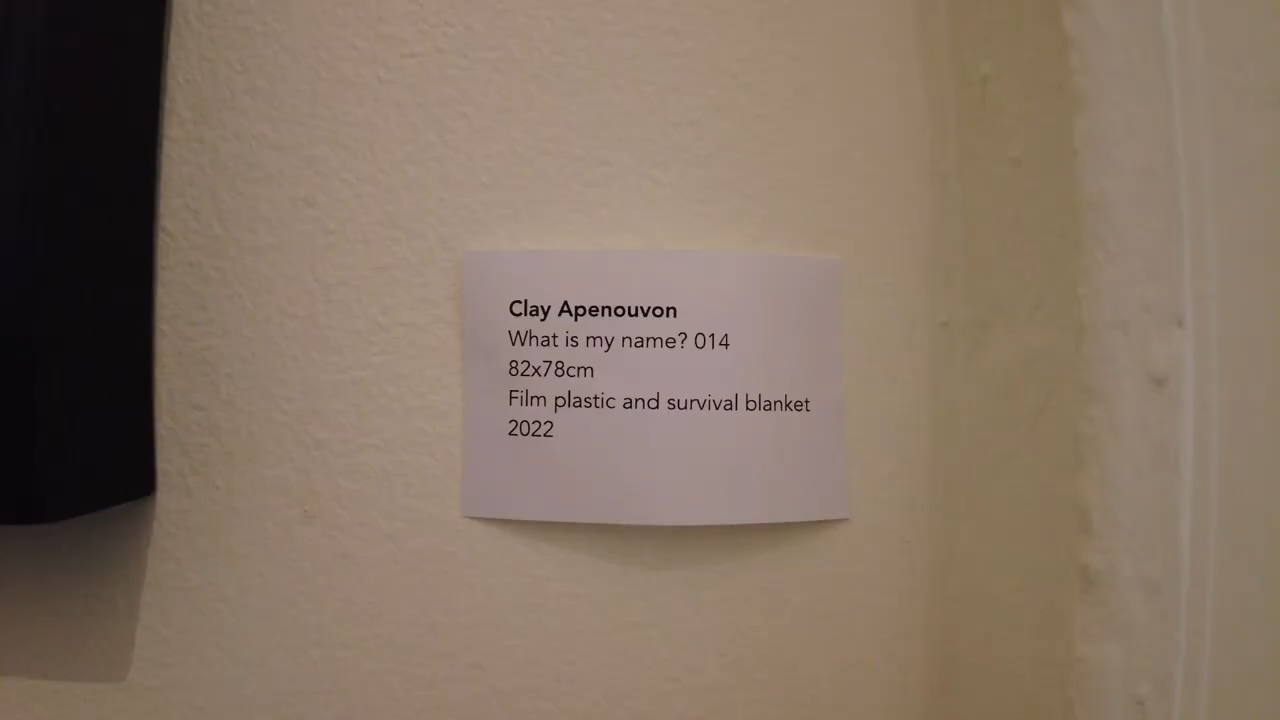 Clay Apenouvon
What is my name? 014
82x78cm
Film plastic and survival blanket
2022